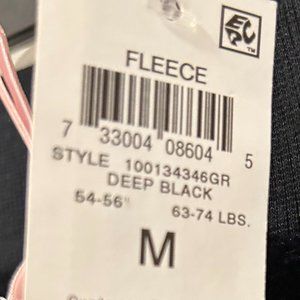 FLEECE
7 33004 08604 5
STYLE 100134346GR
DEEP BLACK
54-56" 63-74 LBS.
M